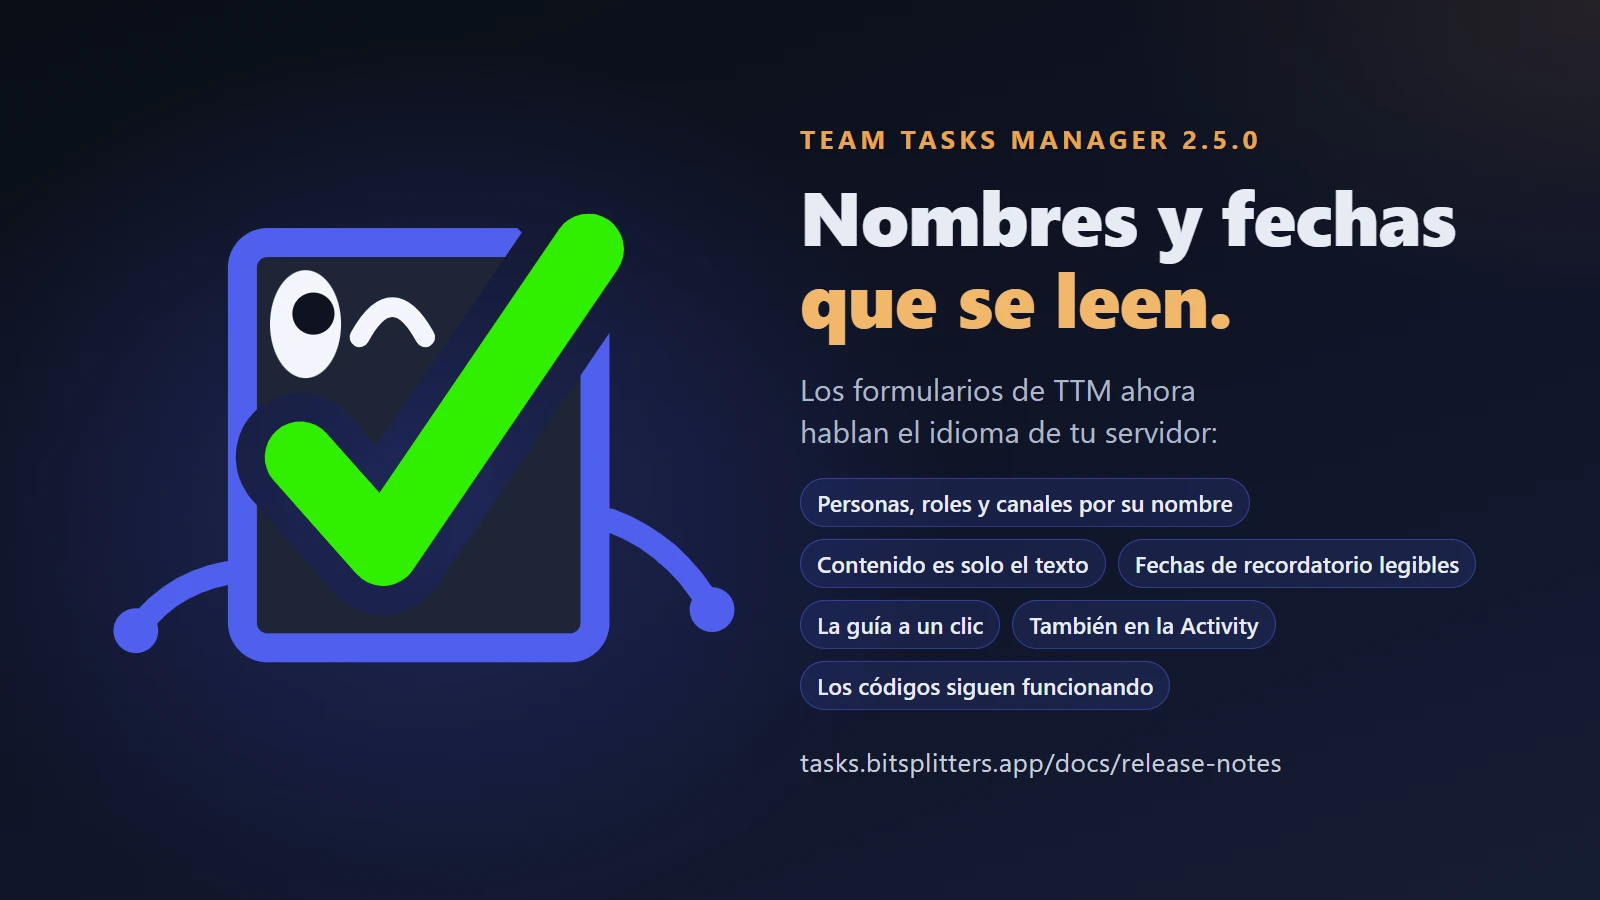 TEAM TASKS MANAGER 2.5.0
Nombres y fechas
que se leen.
Los formularios de TTM ahora
hablan el idioma de tu servidor:
Personas, roles y canales por su nombre
Contenido es solo el texto
Fechas de recordatorio legibles
La guía a un clic
También en la Activity
Los códigos siguen funcionando
tasks.bitsplitters.app/docs/release-notes